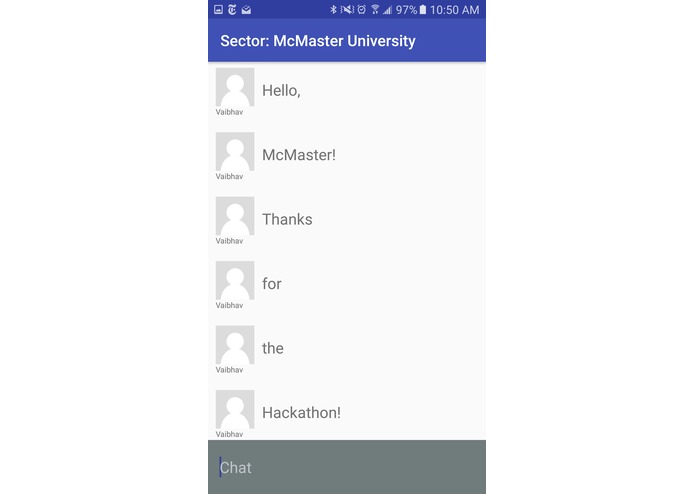 97% 10:50 AM
Sector: McMaster University
Hello,
Vaibhav
McMaster!
Vaibhav
Thanks
Vaibhav
for
Vaibhav
the
Vaibhav
Hackathon!
Vaibhav
Chat